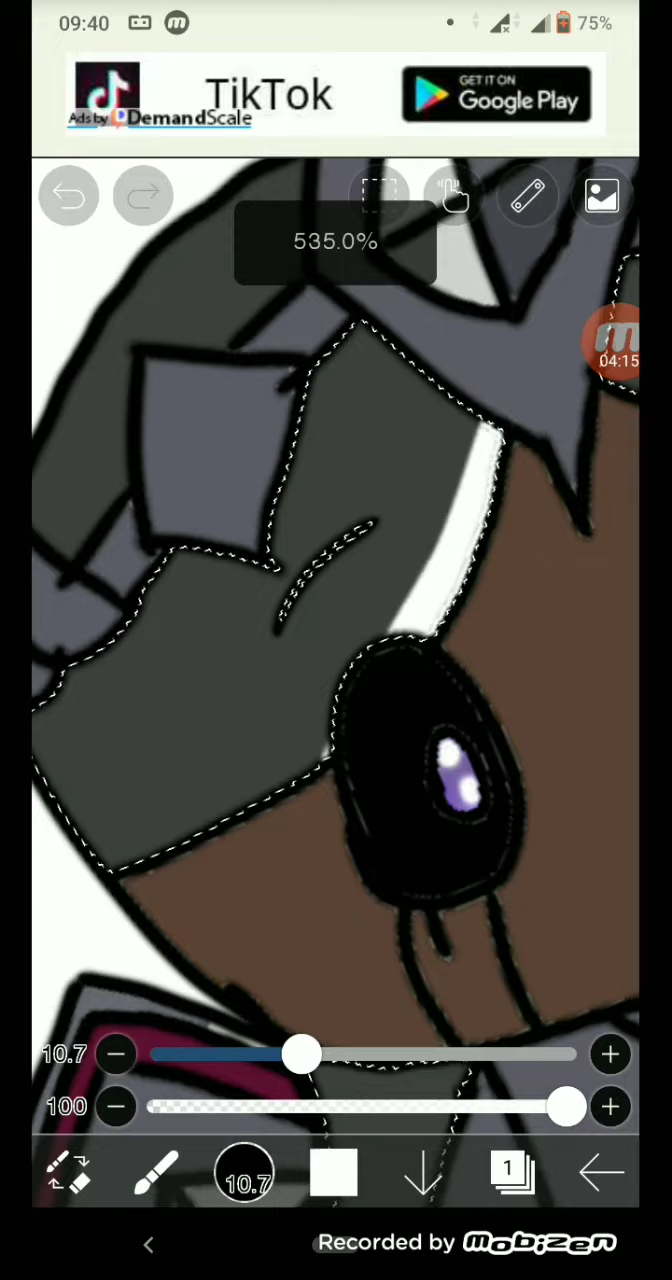 09:40
m
75%
TikTok
GET IT ON
Google Play
Ads by DemandScale
535.0%
m
04:15
10.7
100
10.7
1
Recorded by mobizen